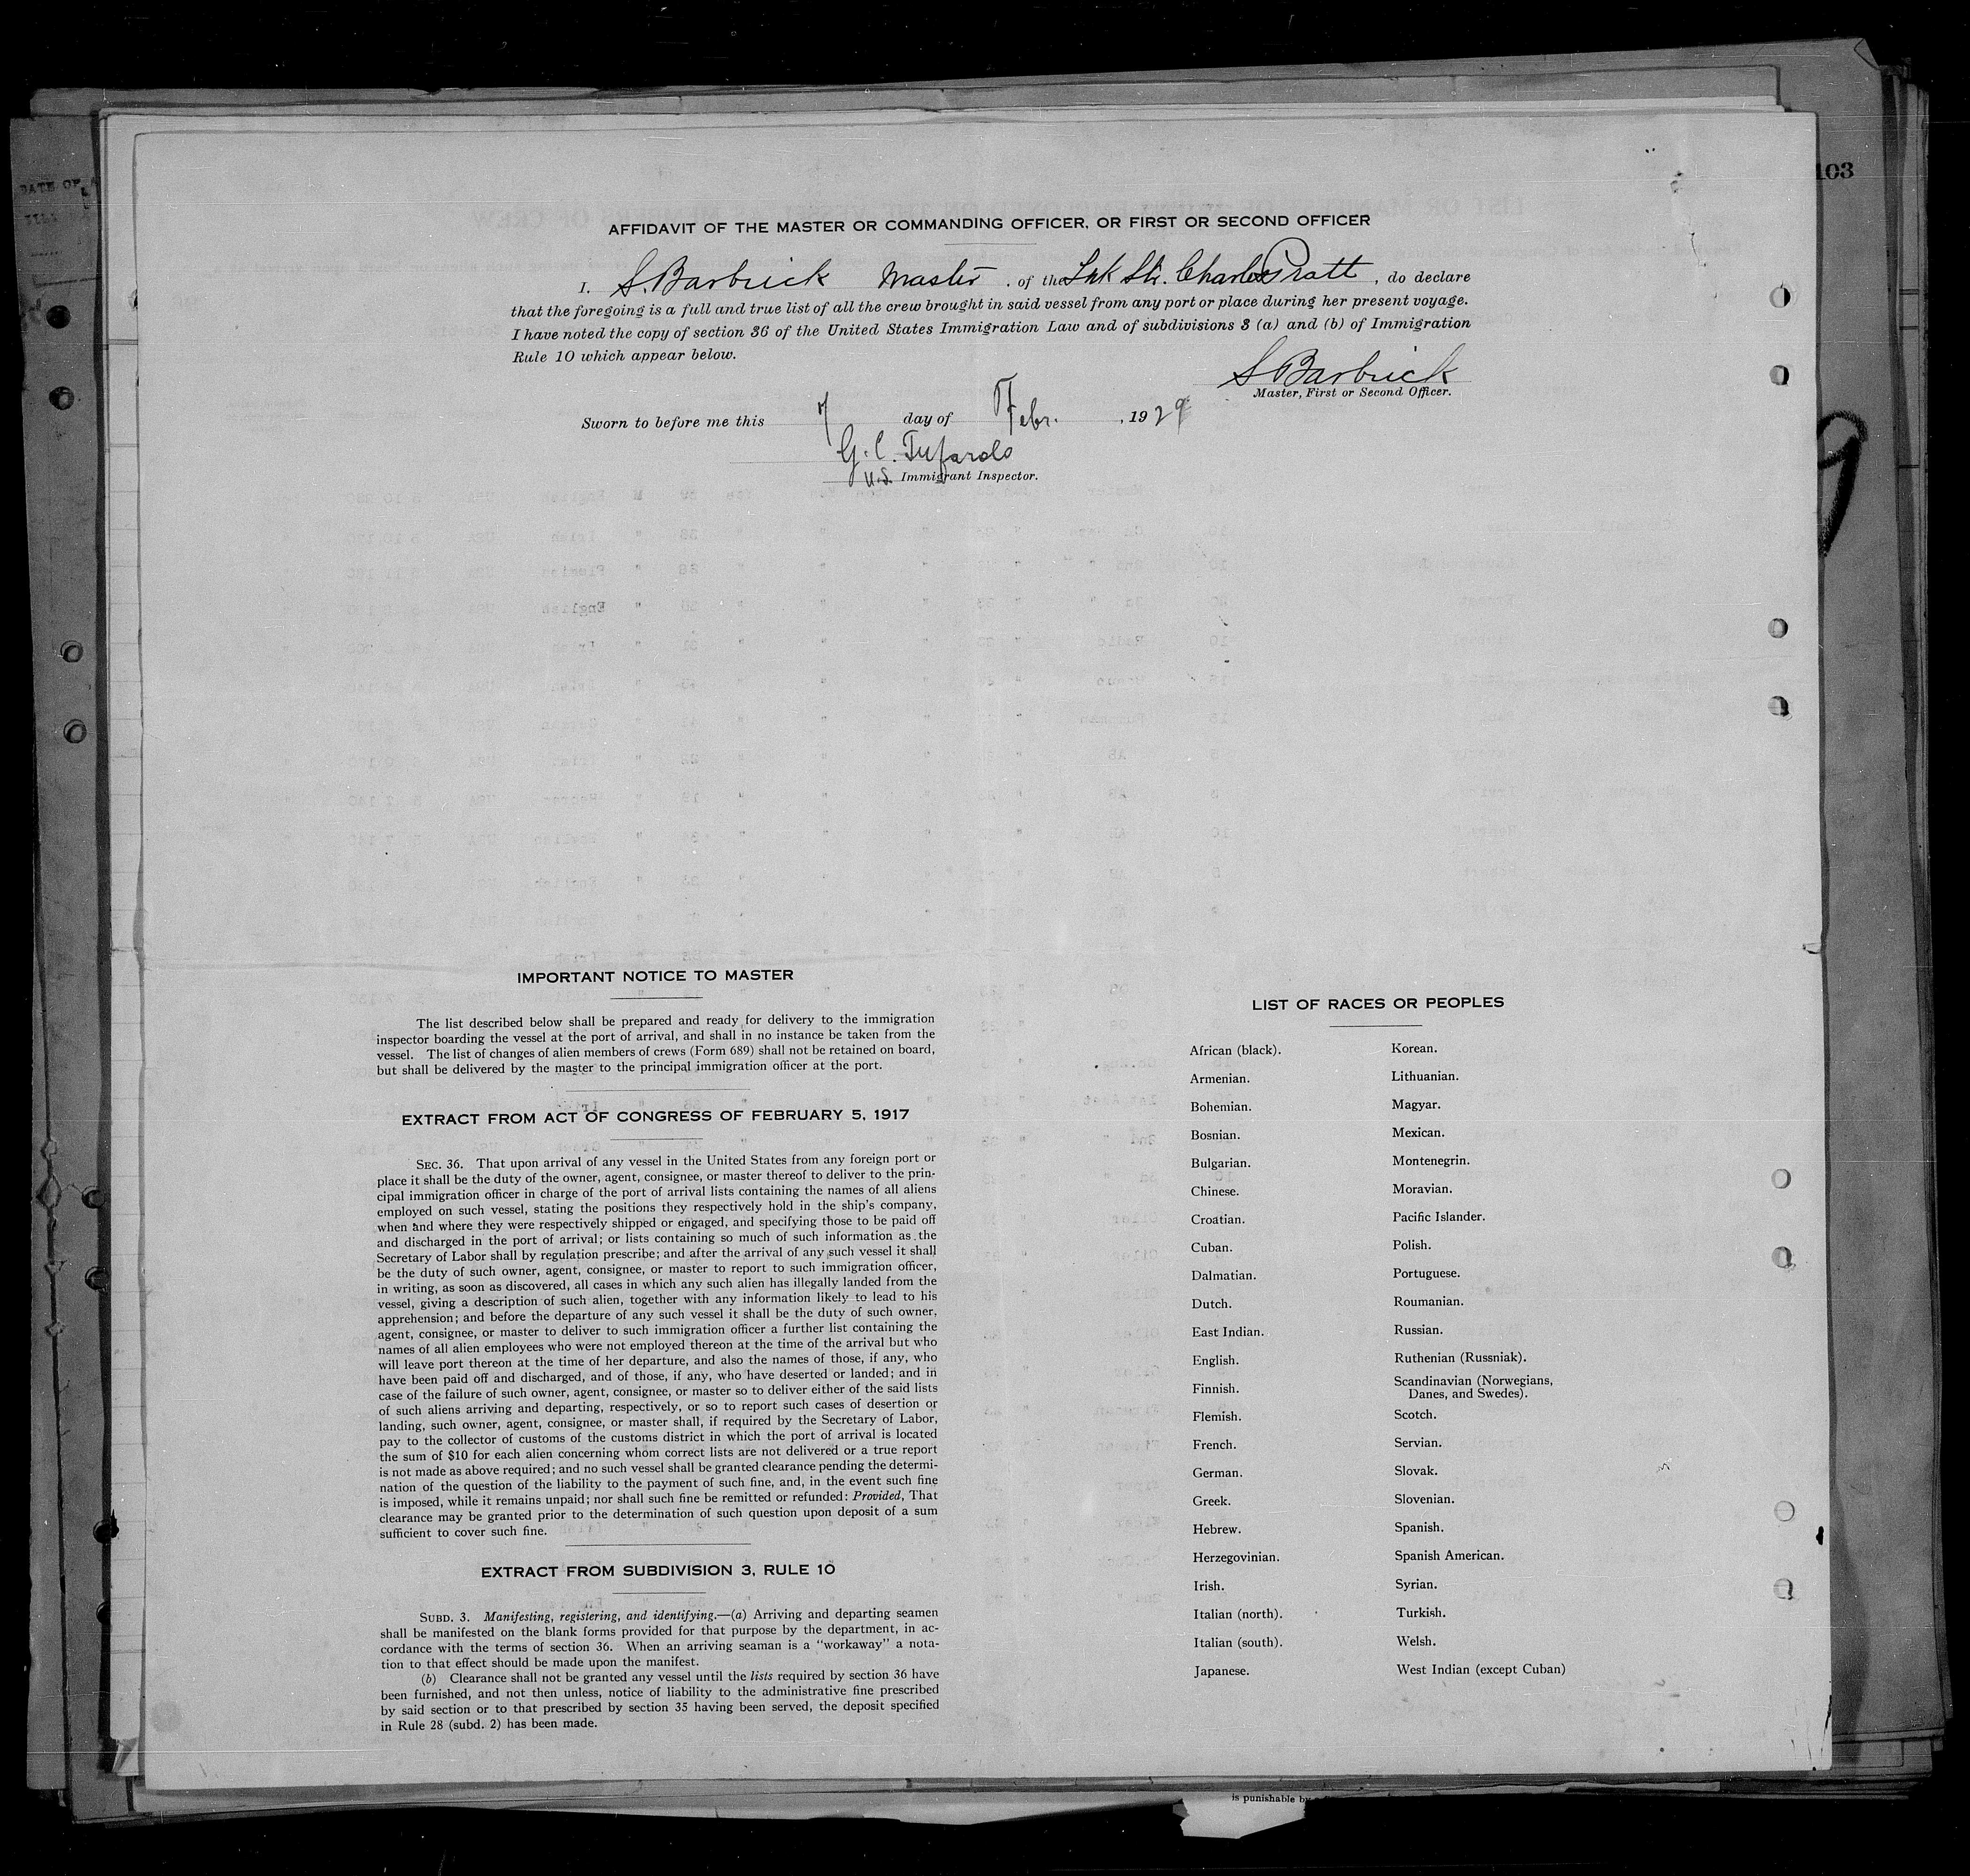 103
AFFIDAVIT OF THE MASTER OR COMMANDING OFFICER, OR FIRST OR SECOND OFFICER
I, S. Barbrick Master, of the Tnk Str. Charles Pratt, do declare
that the foregoing is a full and true list of all the crew brought in said vessel from any port or place during her present voyage.
I have noted the copy of section 36 of the United States Immigration Law and of subdivisions 3 (a) and (b) of Immigration
Rule 10 which appear below.
S Barbrick
Master, First or Second Officer.
Sworn to before me this 7 day of Febr., 1929
G. C. Tufarolo
U.S. Immigrant Inspector.
IMPORTANT NOTICE TO MASTER
The list described below shall be prepared and ready for delivery to the immigration
inspector boarding the vessel at the port of arrival, and shall in no instance be taken from the
vessel. The list of changes of alien members of crews (Form 689) shall not be retained on board,
but shall be delivered by the master to the principal immigration officer at the port.
EXTRACT FROM ACT OF CONGRESS OF FEBRUARY 5, 1917
SEC. 36. That upon arrival of any vessel in the United States from any foreign port or
place it shall be the duty of the owner, agent, consignee, or master thereof to deliver to the prin-
cipal immigration officer in charge of the port of arrival lists containing the names of all aliens
employed on such vessel, stating the positions they respectively hold in the ship's company,
when and where they were respectively shipped or engaged, and specifying those to be paid off
and discharged in the port of arrival; or lists containing so much of such information as the
Secretary of Labor shall by regulation prescribe; and after the arrival of any such vessel it shall
be the duty of such owner, agent, consignee, or master to report to such immigration officer,
in writing, as soon as discovered, all cases in which any such alien has illegally landed from the
vessel, giving a description of such alien, together with any information likely to lead to his
apprehension; and before the departure of any such vessel it shall be the duty of such owner,
agent, consignee, or master to deliver to such immigration officer a further list containing the
names of all alien employees who were not employed thereon at the time of the arrival but who
will leave port thereon at the time of her departure, and also the names of those, if any, who
have been paid off and discharged, and of those, if any, who have deserted or landed; and in
case of the failure of such owner, agent, consignee, or master so to deliver either of the said lists
of such aliens arriving and departing, respectively, or so to report such cases of desertion or
landing, such owner, agent, consignee, or master shall, if required by the Secretary of Labor,
pay to the collector of customs of the customs district in which the port of arrival is located
the sum of $10 for each alien concerning whom correct lists are not delivered or a true report
is not made as above required; and no such vessel shall be granted clearance pending the determi-
nation of the question of the liability to the payment of such fine, and, in the event such fine
is imposed, while it remains unpaid; nor shall such fine be remitted or refunded: Provided, That
clearance may be granted prior to the determination of such question upon deposit of a sum
sufficient to cover such fine.
EXTRACT FROM SUBDIVISION 3, RULE 10
SUBD. 3. Manifesting, registering, and identifying.—(a) Arriving and departing seamen
shall be manifested on the blank forms provided for that purpose by the department, in ac-
cordance with the terms of section 36. When an arriving seaman is a "workaway" a nota-
tion to that effect should be made upon the manifest.
(b) Clearance shall not be granted any vessel until the lists required by section 36 have
been furnished, and not then unless, notice of liability to the administrative fine prescribed
by said section or to that prescribed by section 35 having been served, the deposit specified
in Rule 28 (subd. 2) has been made.
LIST OF RACES OR PEOPLES
African (black).
Armenian.
Bohemian.
Bosnian.
Bulgarian.
Chinese.
Croatian.
Cuban.
Dalmatian.
Dutch.
East Indian.
English.
Finnish.
Flemish.
French.
German.
Greek.
Hebrew.
Herzegovinian.
Irish.
Italian (north).
Italian (south).
Japanese.
Korean.
Lithuanian.
Magyar.
Mexican.
Montenegrin.
Moravian.
Pacific Islander.
Polish.
Portuguese.
Roumanian.
Russian.
Ruthenian (Russniak).
Scandinavian (Norwegians,
Danes, and Swedes).
Scotch.
Servian.
Slovak.
Slovenian.
Spanish.
Spanish American.
Syrian.
Turkish.
Welsh.
West Indian (except Cuban)
is punishable by